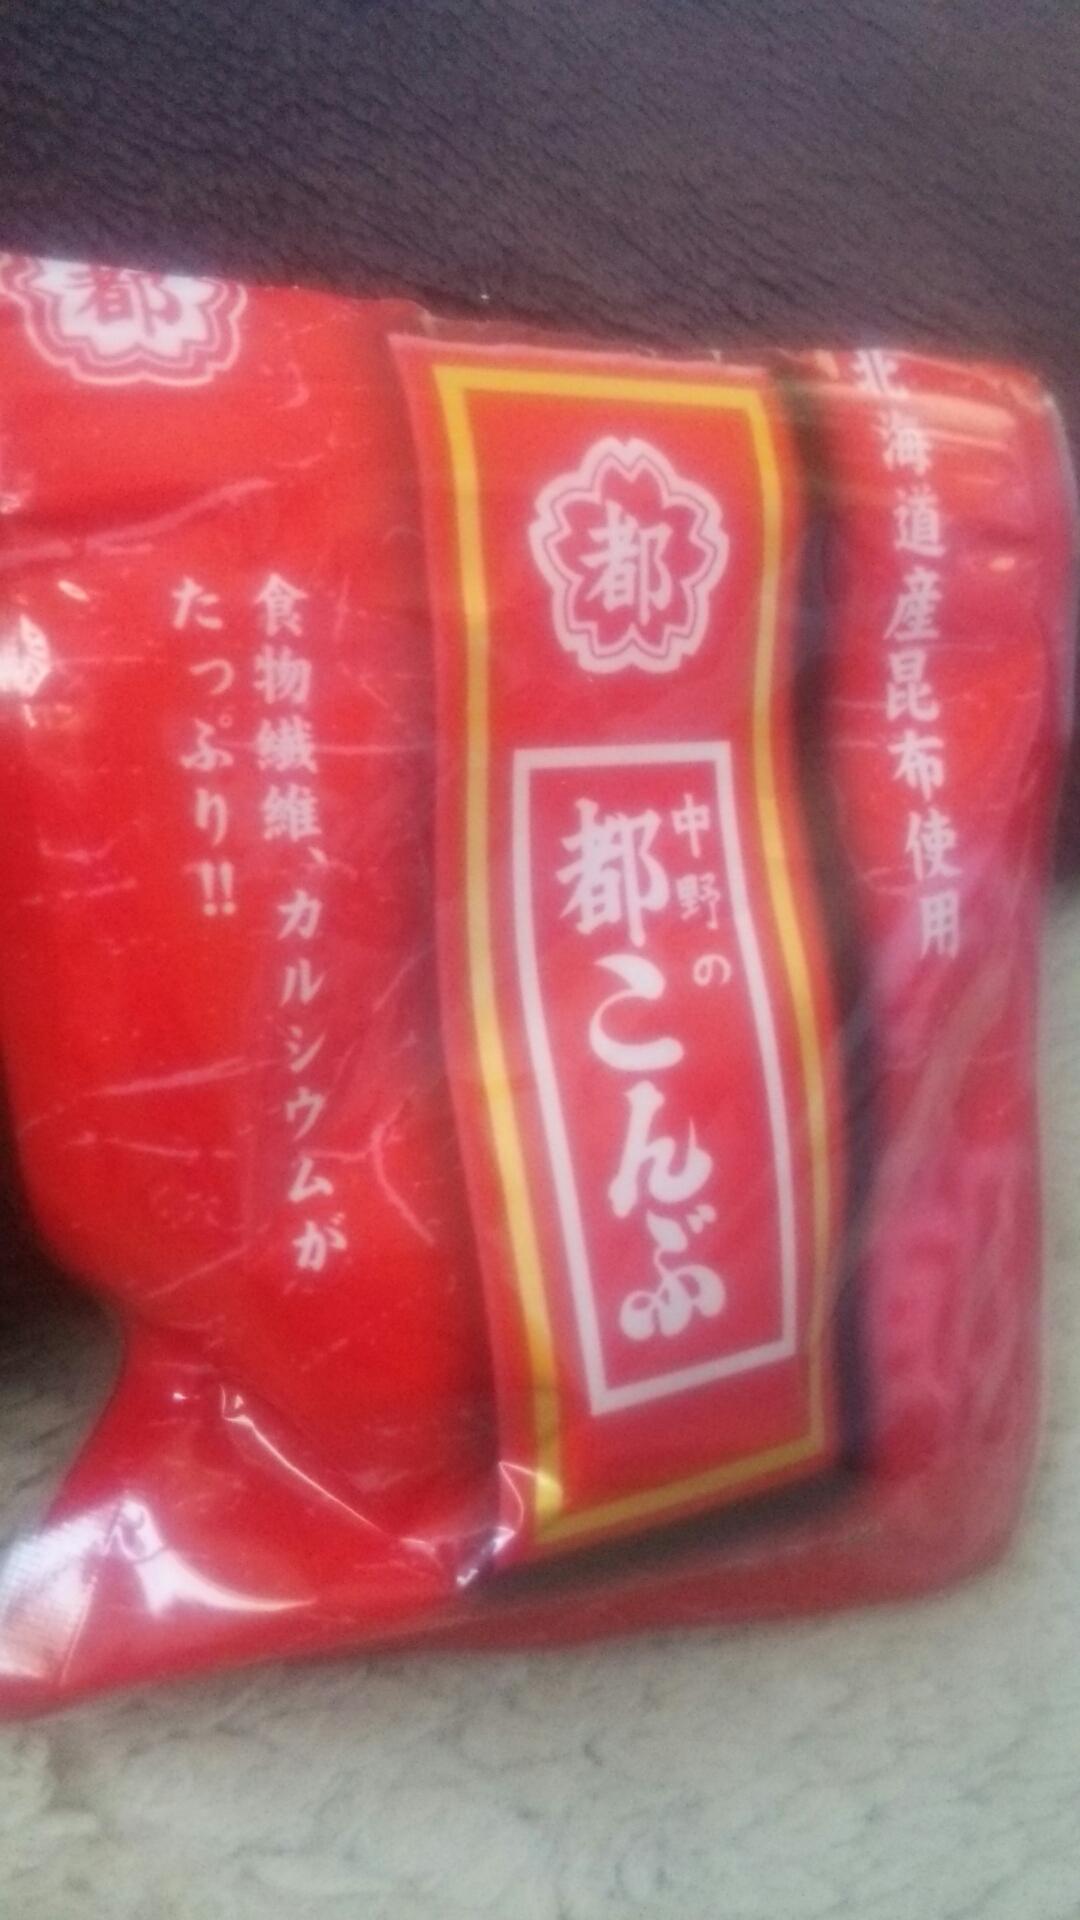 北海道産昆布使用
都
中野の
都こんぶ
都
食物繊維、カルシウムが
たっぷり!!